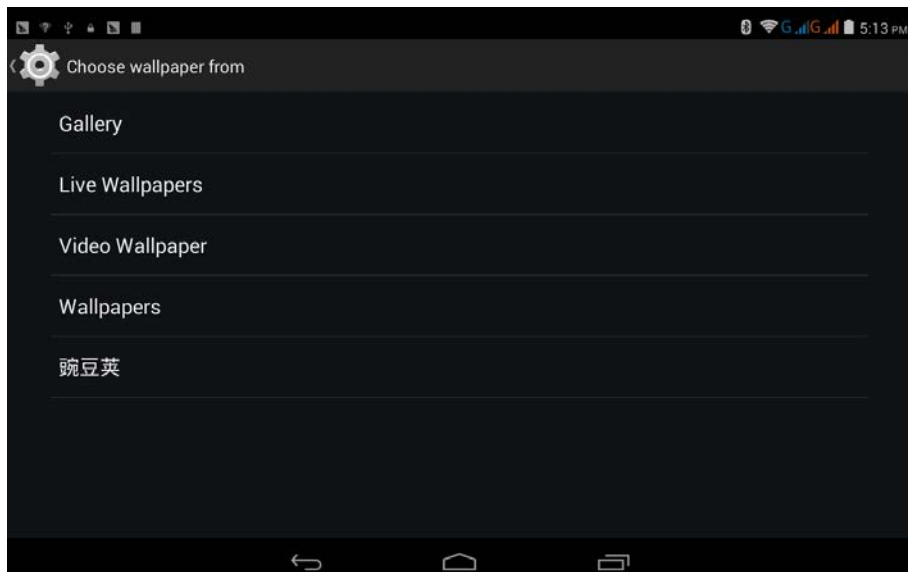 G G 5:13 PM
Choose wallpaper from
Gallery
Live Wallpapers
Video Wallpaper
Wallpapers
豌豆荚